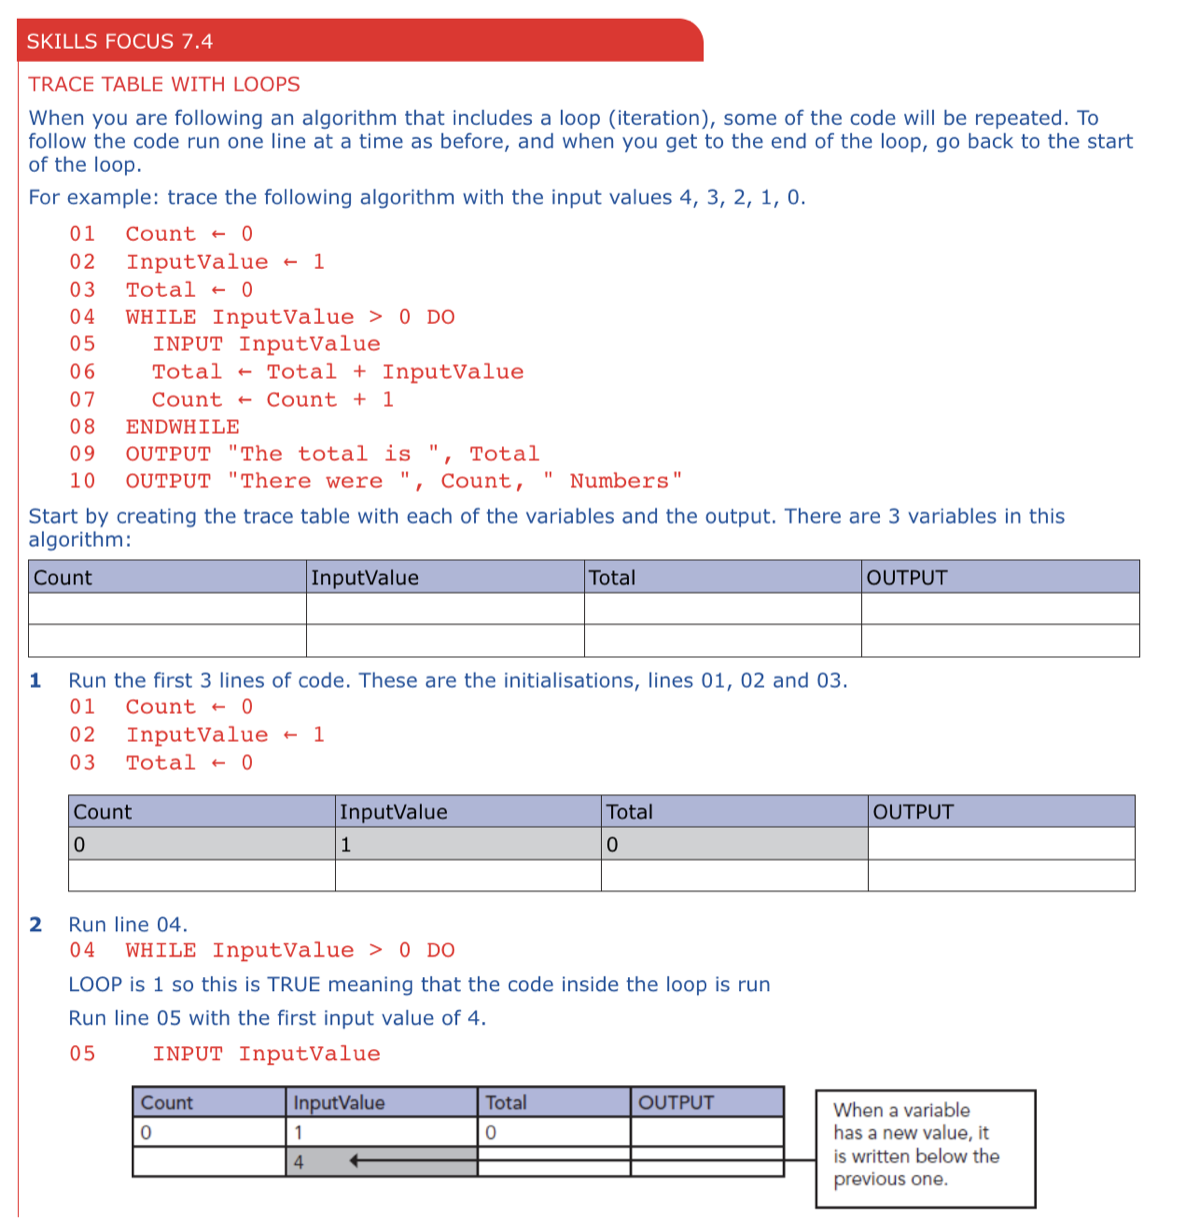 SKILLS FOCUS 7.4
TRACE TABLE WITH LOOPS
When you are following an algorithm that includes a loop (iteration), some of the code will be repeated. To
follow the code run one line at a time as before, and when you get to the end of the loop, go back to the start
of the loop.
For example: trace the following algorithm with the input values 4, 3, 2, 1, 0.
01 Count ← 0
02 InputValue ← 1
03 Total ← 0
04 WHILE InputValue > 0 DO
05 INPUT InputValue
06 Total ← Total + InputValue
07 Count ← Count + 1
08 ENDWHILE
09 OUTPUT "The total is ", Total
10 OUTPUT "There were ", Count, " Numbers"
Start by creating the trace table with each of the variables and the output. There are 3 variables in this
algorithm:
Count InputValue Total OUTPUT
1 Run the first 3 lines of code. These are the initialisations, lines 01, 02 and 03.
01 Count ← 0
02 InputValue ← 1
03 Total ← 0
Count InputValue Total OUTPUT
0 1 0
2 Run line 04.
04 WHILE InputValue > 0 DO
LOOP is 1 so this is TRUE meaning that the code inside the loop is run
Run line 05 with the first input value of 4.
05 INPUT InputValue
Count InputValue Total OUTPUT
0 1 0
4
When a variable
has a new value, it
is written below the
previous one.